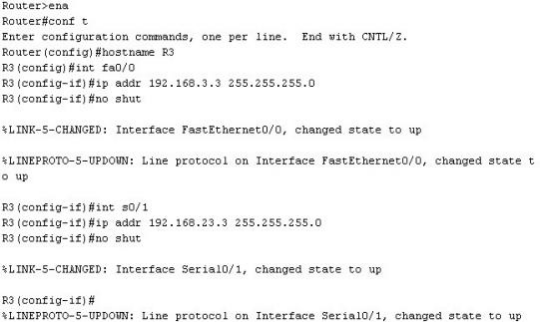 Router>ena
Router#conf t
Enter configuration commands, one per line.  End with CNTL/Z.
Router(config)#hostname R3
R3(config)#int fa0/0
R3(config-if)#ip addr 192.168.3.3 255.255.255.0
R3(config-if)#no shut
%LINK-5-CHANGED: Interface FastEthernet0/0, changed state to up
%LINEPROTO-5-UPDOWN: Line protocol on Interface FastEthernet0/0, changed state t
o up
R3(config-if)#int s0/1
R3(config-if)#ip addr 192.168.23.3 255.255.255.0
R3(config-if)#no shut
%LINK-5-CHANGED: Interface Serial0/1, changed state to up
R3(config-if)#
%LINEPROTO-5-UPDOWN: Line protocol on Interface Serial0/1, changed state to up